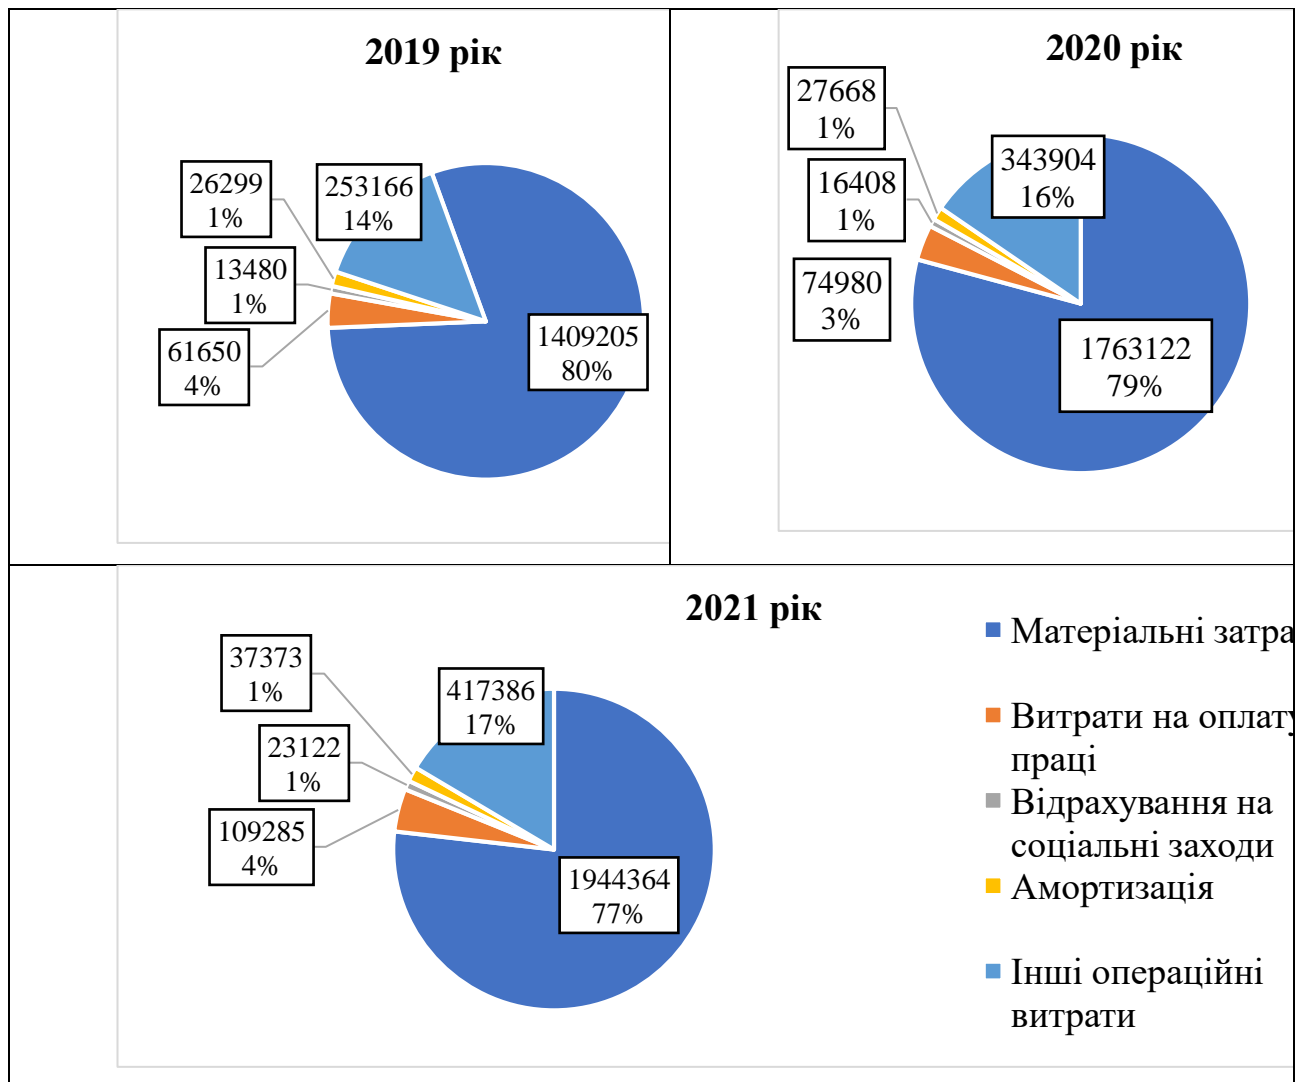 2019 рік
26299
1%
253166
14%
13480
1%
61650
4%
1409205
80%
2020 рік
27668
1%
343904
16%
16408
1%
74980
3%
1763122
79%
2021 рік
37373
1%
417386
17%
23122
1%
109285
4%
1944364
77%
Матеріальні затра
Витрати на оплату
праці
Відрахування на
соціальні заходи
Амортизація
Інші операційні
витрати